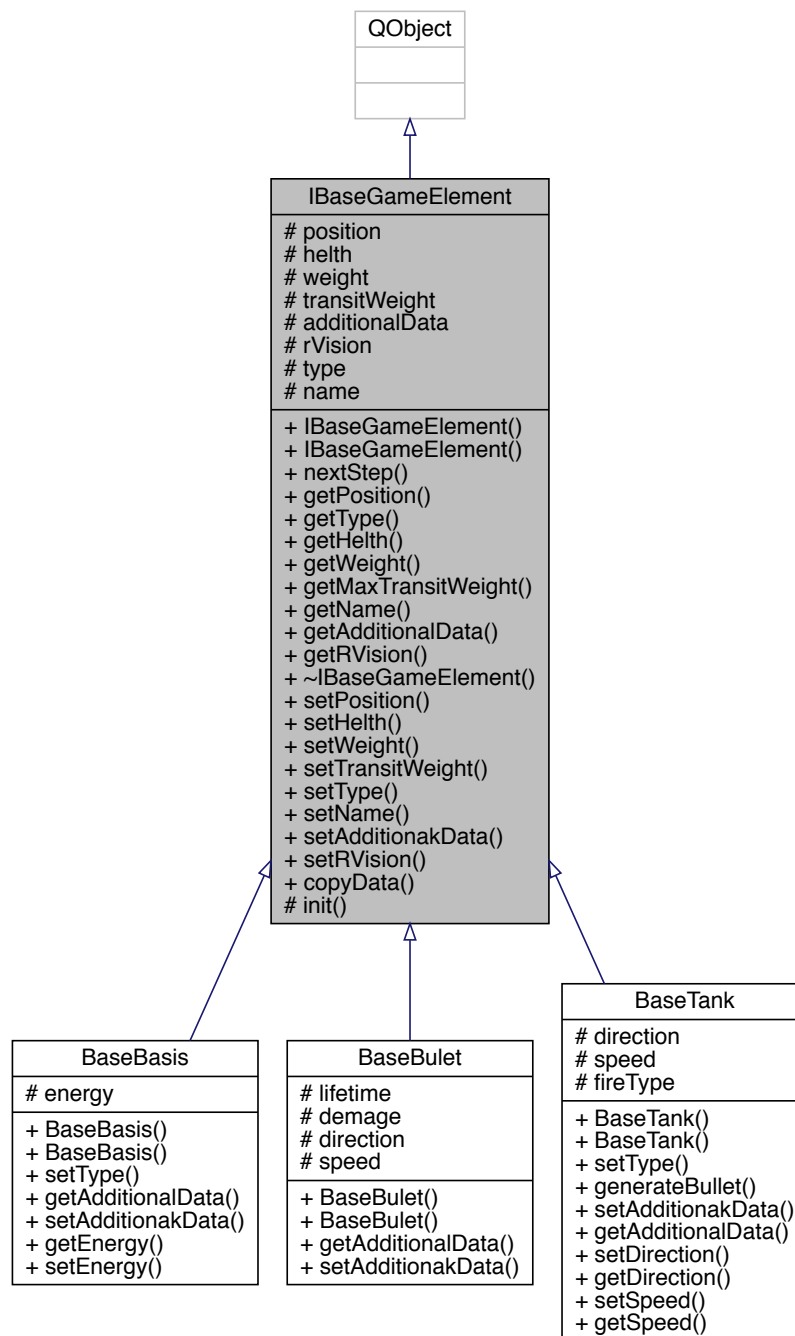 QObject
IBaseGameElement
# position
# helth
# weight
# transitWeight
# additionalData
# rVision
# type
# name
+ IBaseGameElement()
+ IBaseGameElement()
+ nextStep()
+ getPosition()
+ getType()
+ getHelth()
+ getWeight()
+ getMaxTransitWeight()
+ getName()
+ getAdditionalData()
+ getRVision()
+ ~IBaseGameElement()
+ setPosition()
+ setHelth()
+ setWeight()
+ setTransitWeight()
+ setType()
+ setName()
+ setAdditionakData()
+ setRVision()
+ copyData()
# init()
BaseBasis
# energy
+ BaseBasis()
+ BaseBasis()
+ setType()
+ getAdditionalData()
+ setAdditionakData()
+ getEnergy()
+ setEnergy()
BaseBulet
# lifetime
# demage
# direction
# speed
+ BaseBulet()
+ BaseBulet()
+ getAdditionalData()
+ setAdditionakData()
BaseTank
# direction
# speed
# fireType
+ BaseTank()
+ BaseTank()
+ setType()
+ generateBullet()
+ setAdditionakData()
+ getAdditionalData()
+ setDirection()
+ getDirection()
+ setSpeed()
+ getSpeed()